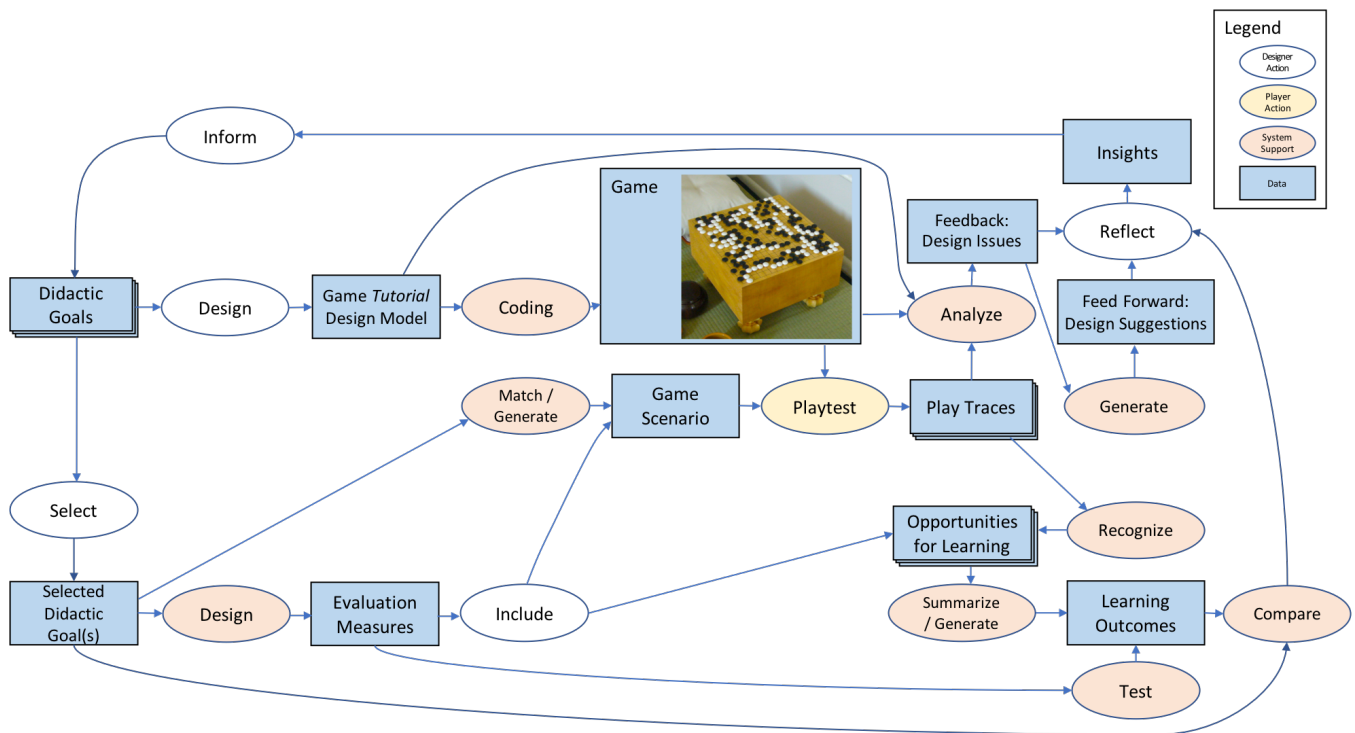 Legend
Designer
Action
Player
Action
System
Support
Data
Inform
Insights
Game
Feedback:
Design Issues
Reflect
Didactic
Goals
Design
Game Tutorial
Design Model
Coding
Analyze
Feed Forward:
Design Suggestions
Match /
Generate
Game
Scenario
Playtest
Play Traces
Generate
Select
Opportunities
for Learning
Recognize
Selected
Didactic
Goal(s)
Design
Evaluation
Measures
Include
Summarize
/ Generate
Learning
Outcomes
Compare
Test